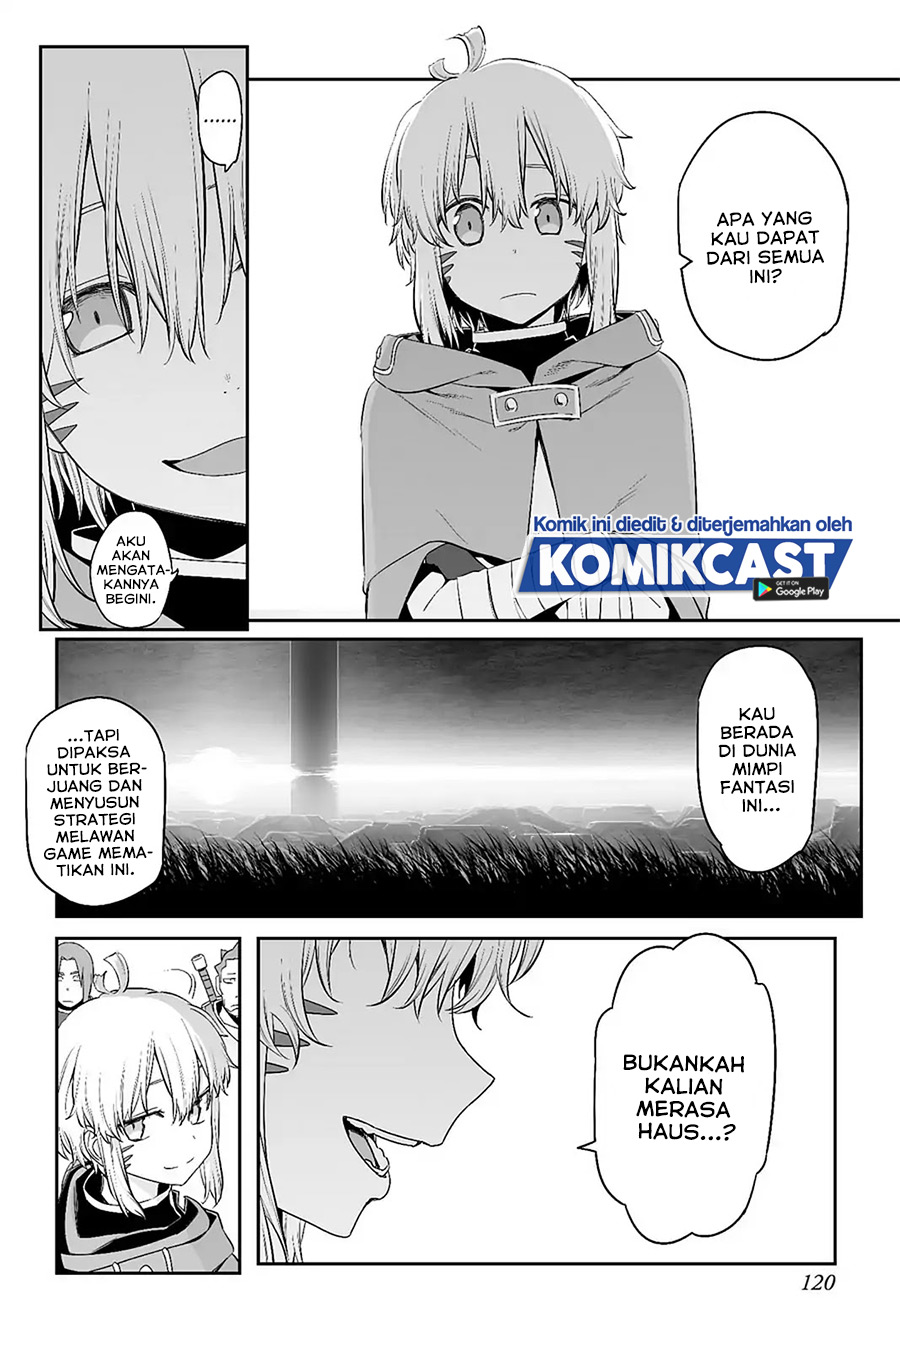 APA YANG
KAU DAPAT
DARI SEMUA
INI?
.......
AKU
AKAN
MENGATA-
KANNYA
BEGINI.
Komik ini diedit & diterjemahkan oleh
KOMIKCAST
GET IT ON
Google Play
KAU
BERADA
DI DUNIA
MIMPI
FANTASI
INI...
...TAPI
DIPAKSA
UNTUK BER-
JUANG DAN
MENYUSUN
STRATEGI
MELAWAN
GAME MEMA-
TIKAN INI.
BUKANKAH
KALIAN
MERASA
HAUS...?
120